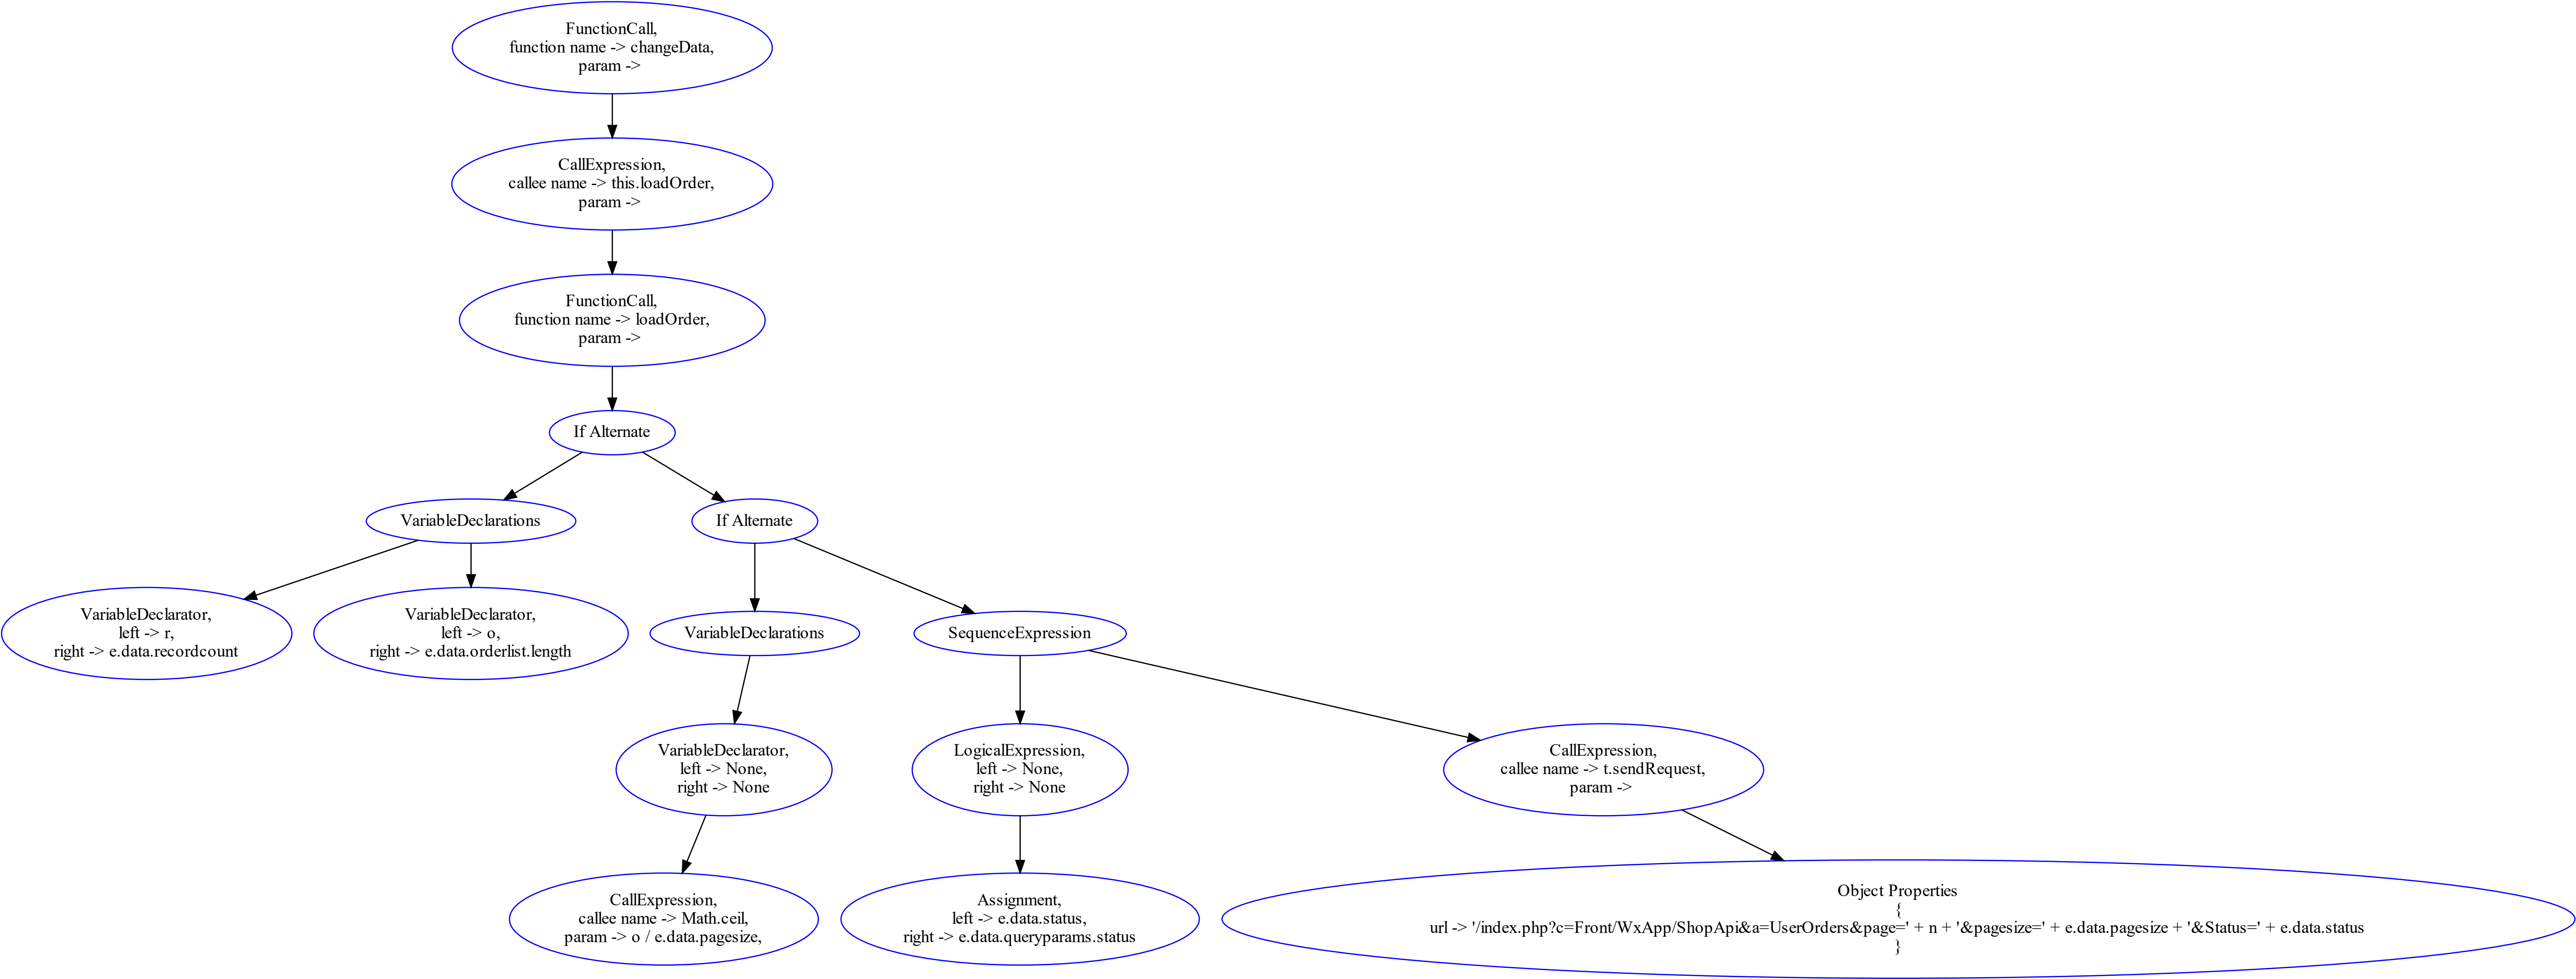 FunctionCall,
function name -> changeData,
param ->
CallExpression,
callee name -> this.loadOrder,
param ->
FunctionCall,
function name -> loadOrder,
param ->
If Alternate
VariableDeclarations
If Alternate
VariableDeclarator,
left -> r,
right -> e.data.recordcount
VariableDeclarator,
left -> o,
right -> e.data.orderlist.length
VariableDeclarations
SequenceExpression
VariableDeclarator,
left -> None,
right -> None
LogicalExpression,
left -> None,
right -> None
CallExpression,
callee name -> t.sendRequest,
param ->
CallExpression,
callee name -> Math.ceil,
param -> o / e.data.pagesize,
Assignment,
left -> e.data.status,
right -> e.data.queryparams.status
Object Properties
{
url -> '/index.php?c=Front/WxApp/ShopApi&a=UserOrders&page=' + n + '&pagesize=' + e.data.pagesize + '&Status=' + e.data.status
}